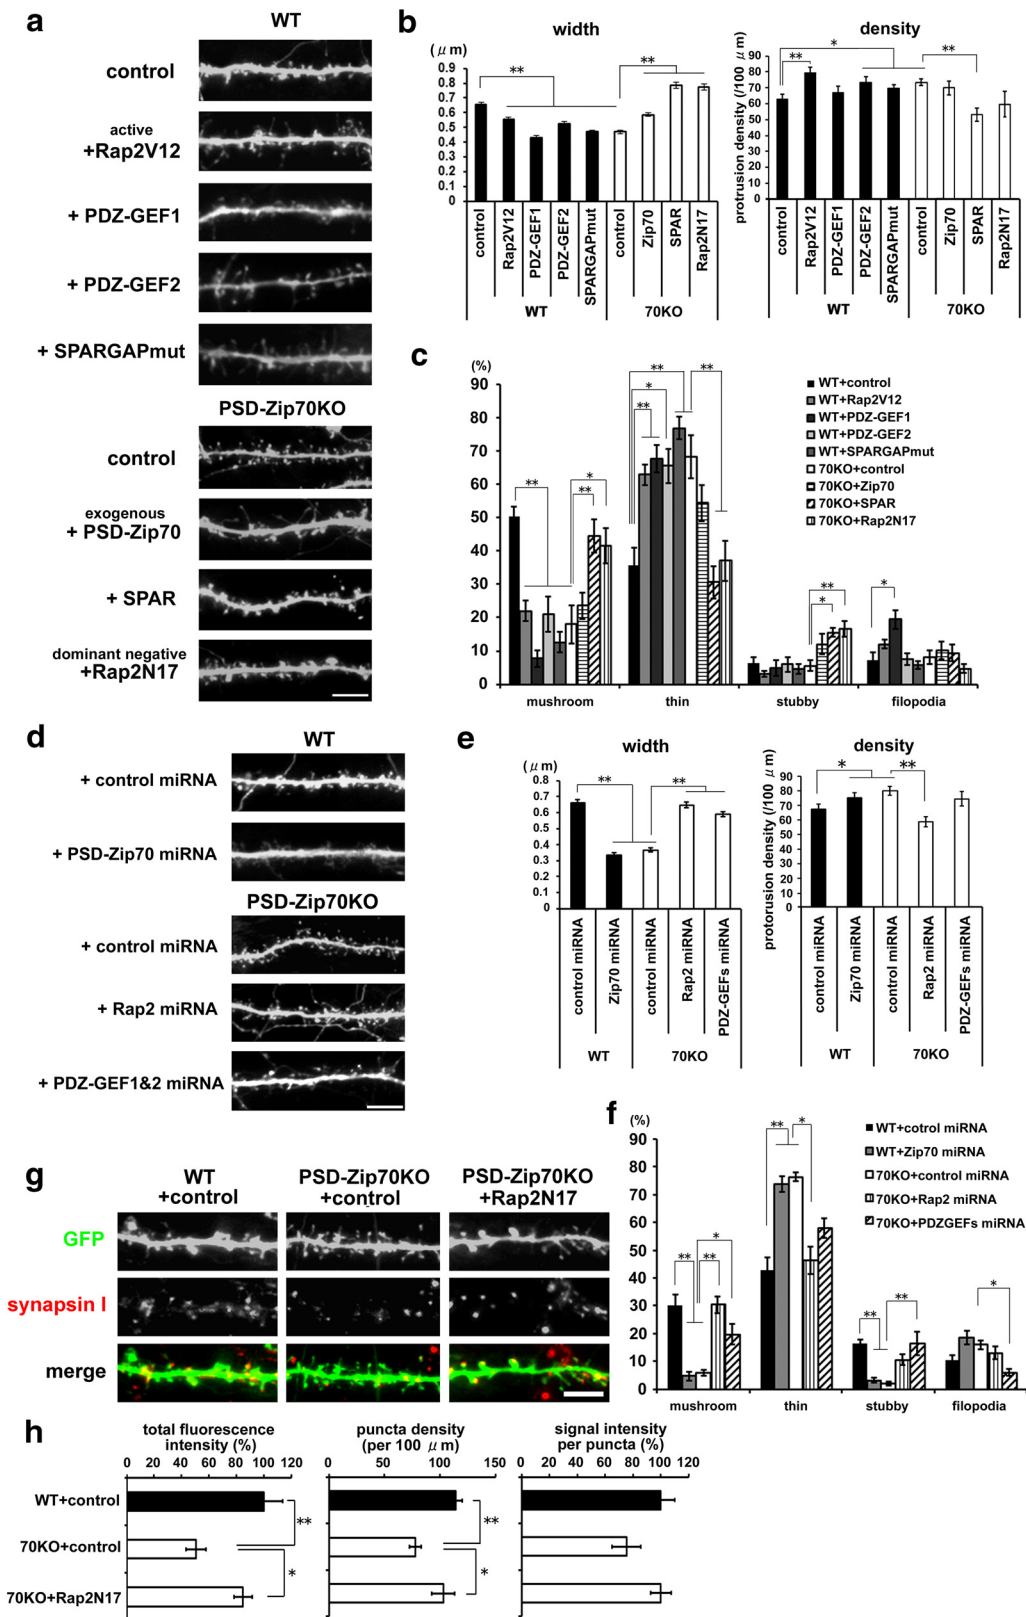 a
WT
control
active
+Rap2V12
+ PDZ-GEF1
+ PDZ-GEF2
+ SPARGAPmut
PSD-Zip70KO
control
exogenous
+ PSD-Zip70
+ SPAR
dominant negative
+Rap2N17
b
width
(μm)
0.9
0.8
0.7
0.6
0.5
0.4
0.3
0.2
0.1
0
**
**
control
Rap2V12
PDZ-GEF1
PDZ-GEF2
SPARGAPmut
control
Zip70
SPAR
Rap2N17
WT
70KO
density
protrusion density (/100 μm)
100
90
80
70
60
50
40
30
20
10
0
**
*
**
control
Rap2V12
PDZ-GEF1
PDZ-GEF2
SPARGAPmut
control
Zip70
SPAR
Rap2N17
WT
70KO
c
(%)
90
80
70
60
50
40
30
20
10
0
**
*
**
**
*
**
**
**
*
*
mushroom
thin
stubby
filopodia
WT+control
WT+Rap2V12
WT+PDZ-GEF1
WT+PDZ-GEF2
WT+SPARGAPmut
70KO+control
70KO+Zip70
70KO+SPAR
70KO+Rap2N17
d
WT
+ control miRNA
+ PSD-Zip70 miRNA
PSD-Zip70KO
+ control miRNA
+ Rap2 miRNA
+ PDZ-GEF1&2 miRNA
e
width
(μm)
0.8
0.7
0.6
0.5
0.4
0.3
0.2
0.1
0
**
**
control miRNA
Zip70 miRNA
control miRNA
Rap2 miRNA
PDZ-GEFs miRNA
WT
70KO
density
protorusion density (/100 μm)
100
90
80
70
60
50
40
30
20
10
0
*
**
control miRNA
Zip70 miRNA
control miRNA
Rap2 miRNA
PDZ-GEFs miRNA
WT
70KO
f
(%)
90
80
70
60
50
40
30
20
10
0
**
**
*
**
*
**
**
*
mushroom
thin
stubby
filopodia
WT+cotrol miRNA
WT+Zip70 miRNA
70KO+control miRNA
70KO+Rap2 miRNA
70KO+PDZGEFs miRNA
g
WT
+control
PSD-Zip70KO
+control
PSD-Zip70KO
+Rap2N17
GFP
synapsin I
merge
h
total fluorescence
intensity (%)
0 20 40 60 80 100 120
puncta density
(per 100 μm)
0 50 100 150
signal intensity
per puncta (%)
0 20 40 60 80 100 120
WT+control
70KO+control
70KO+Rap2N17
**
*
**
*